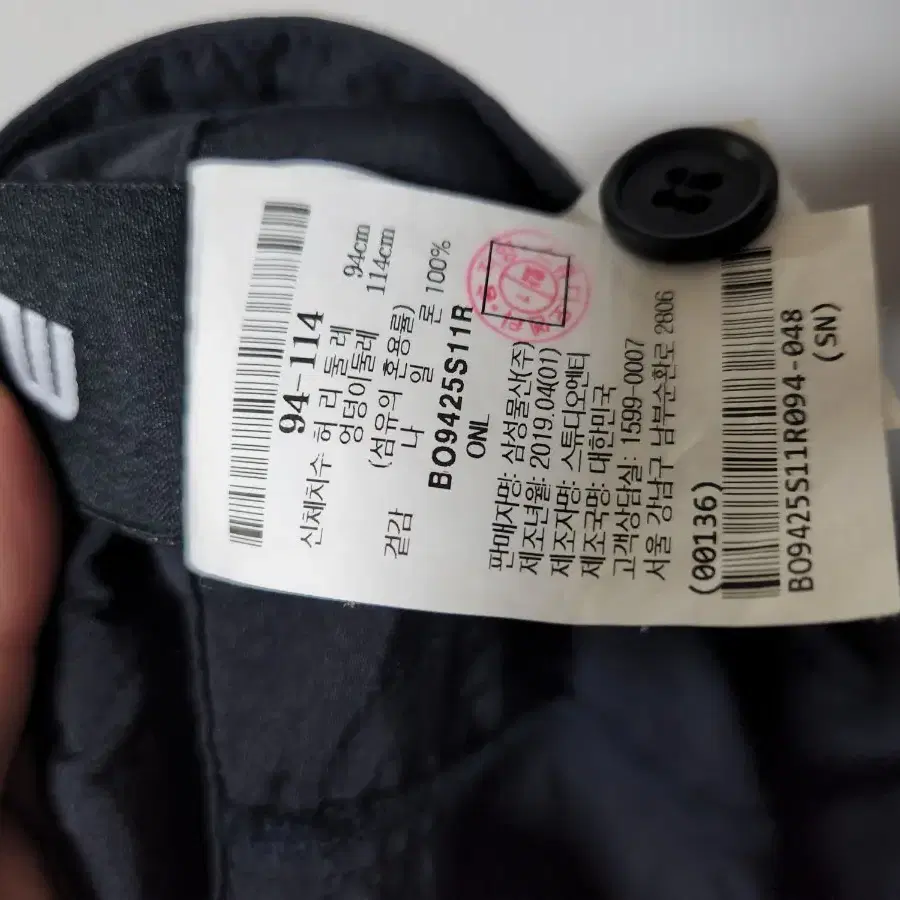 94-114
신체치수 허 리 둘 레 94cm
엉덩이둘레 114cm
(섬유의 혼용률)
겉감 나 일 론 100%
BO9425S11R
ONL
판매자명: 삼성물산(주)
제조년월: 2019.04(01)
제조자명: 스튜디오엔터
제조국명: 대한민국
고객상담실: 1599-0007
서울 강남구 남부순환로 2806
(00136)
BO9425S11R094-048
(SN)